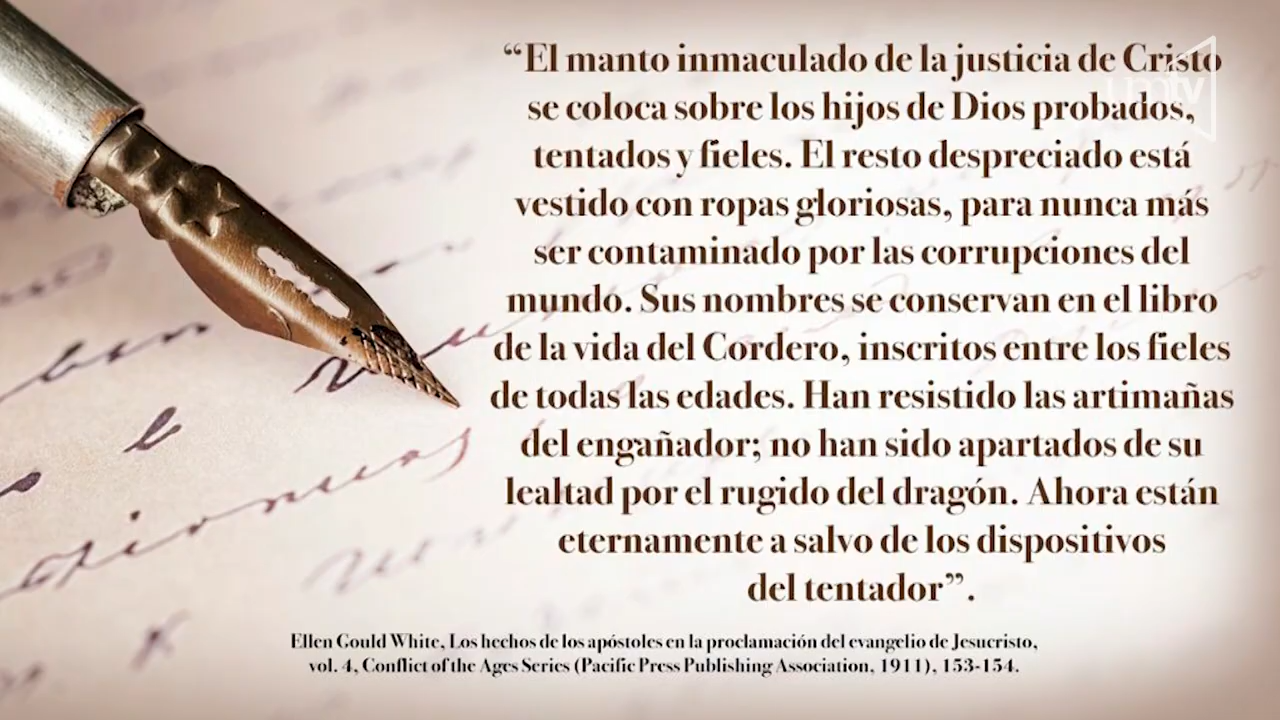 “El manto inmaculado de la justicia de Cristo
se coloca sobre los hijos de Dios probados,
tentados y fieles. El resto despreciado está
vestido con ropas gloriosas, para nunca más
ser contaminado por las corrupciones del
mundo. Sus nombres se conservan en el libro
de la vida del Cordero, inscritos entre los fieles
de todas las edades. Han resistido las artimañas
del engañador; no han sido apartados de su
lealtad por el rugido del dragón. Ahora están
eternamente a salvo de los dispositivos
del tentador”.
Ellen Gould White, Los hechos de los apóstoles en la proclamación del evangelio de Jesucristo,
vol. 4, Conflict of the Ages Series (Pacific Press Publishing Association, 1911), 153-154.